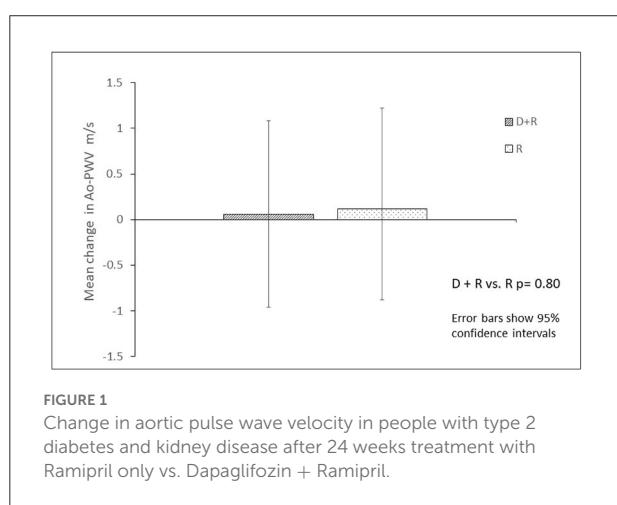 1.5
1
0.5
0
-0.5
-1
-1.5
Mean change in Ao-PWV m/s
D+R
R
D + R vs. R p= 0.80
Error bars show 95%
confidence intervals
FIGURE 1
Change in aortic pulse wave velocity in people with type 2
diabetes and kidney disease after 24 weeks treatment with
Ramipril only vs. Dapaglifozin + Ramipril.